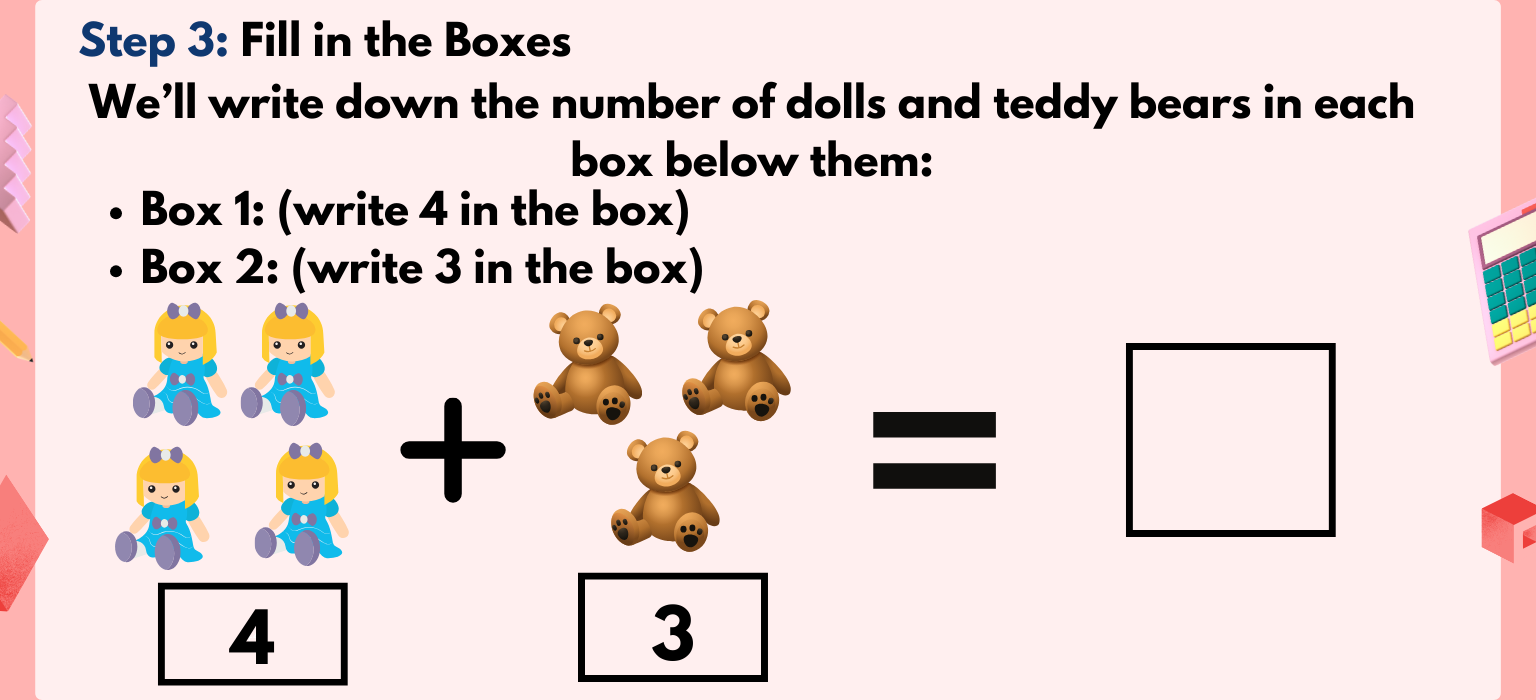 Step 3: Fill in the Boxes
We’ll write down the number of dolls and teddy bears in each
box below them:
• Box 1: (write 4 in the box)
• Box 2: (write 3 in the box)
+ =
4 3